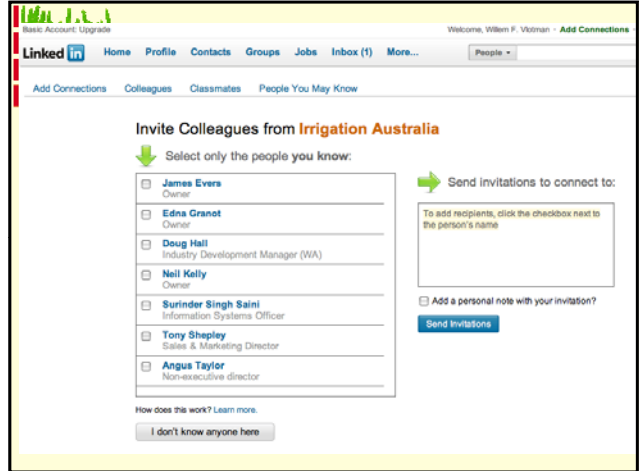 Basic Account: Upgrade
Welcome, Willem F. Vlotman · Add Connections ·
Linked in Home Profile Contacts Groups Jobs Inbox (1) More... People
Add Connections Colleagues Classmates People You May Know
Invite Colleagues from Irrigation Australia
Select only the people you know:
James Evers
Owner
Edna Granot
Owner
Doug Hall
Industry Development Manager (WA)
Neil Kelly
Owner
Surinder Singh Saini
Information Systems Officer
Tony Shepley
Sales & Marketing Director
Angus Taylor
Non-executive director
How does this work? Learn more.
I don't know anyone here
Send invitations to connect to:
To add recipients, click the checkbox next to
the person's name
Add a personal note with your invitation?
Send Invitations